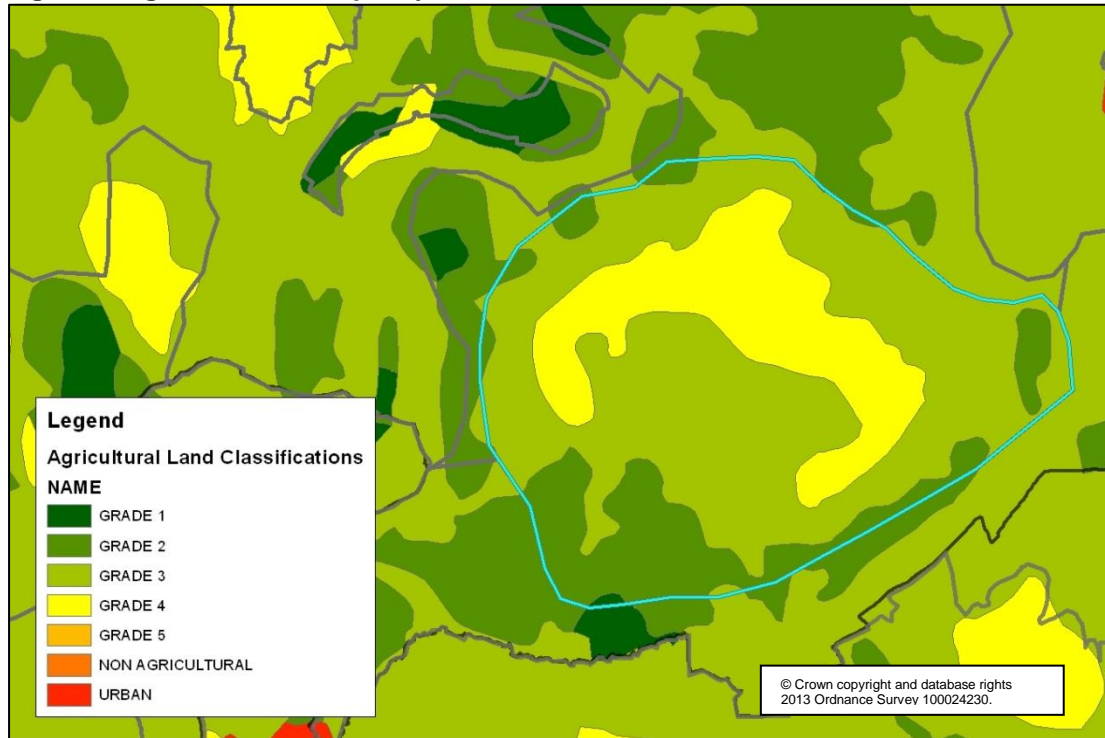 Legend
Agricultural Land Classifications
NAME
GRADE 1
GRADE 2
GRADE 3
GRADE 4
GRADE 5
NON AGRICULTURAL
URBAN
© Crown copyright and database rights
2013 Ordnance Survey 100024230.